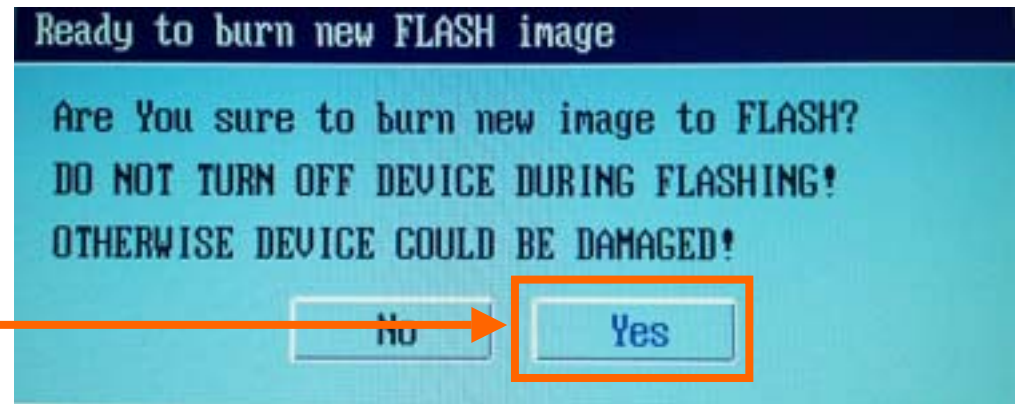 Ready to burn new FLASH image
Are You sure to burn new image to FLASH?
DO NOT TURN OFF DEVICE DURING FLASHING!
OTHERWISE DEVICE COULD BE DAMAGED!
No Yes